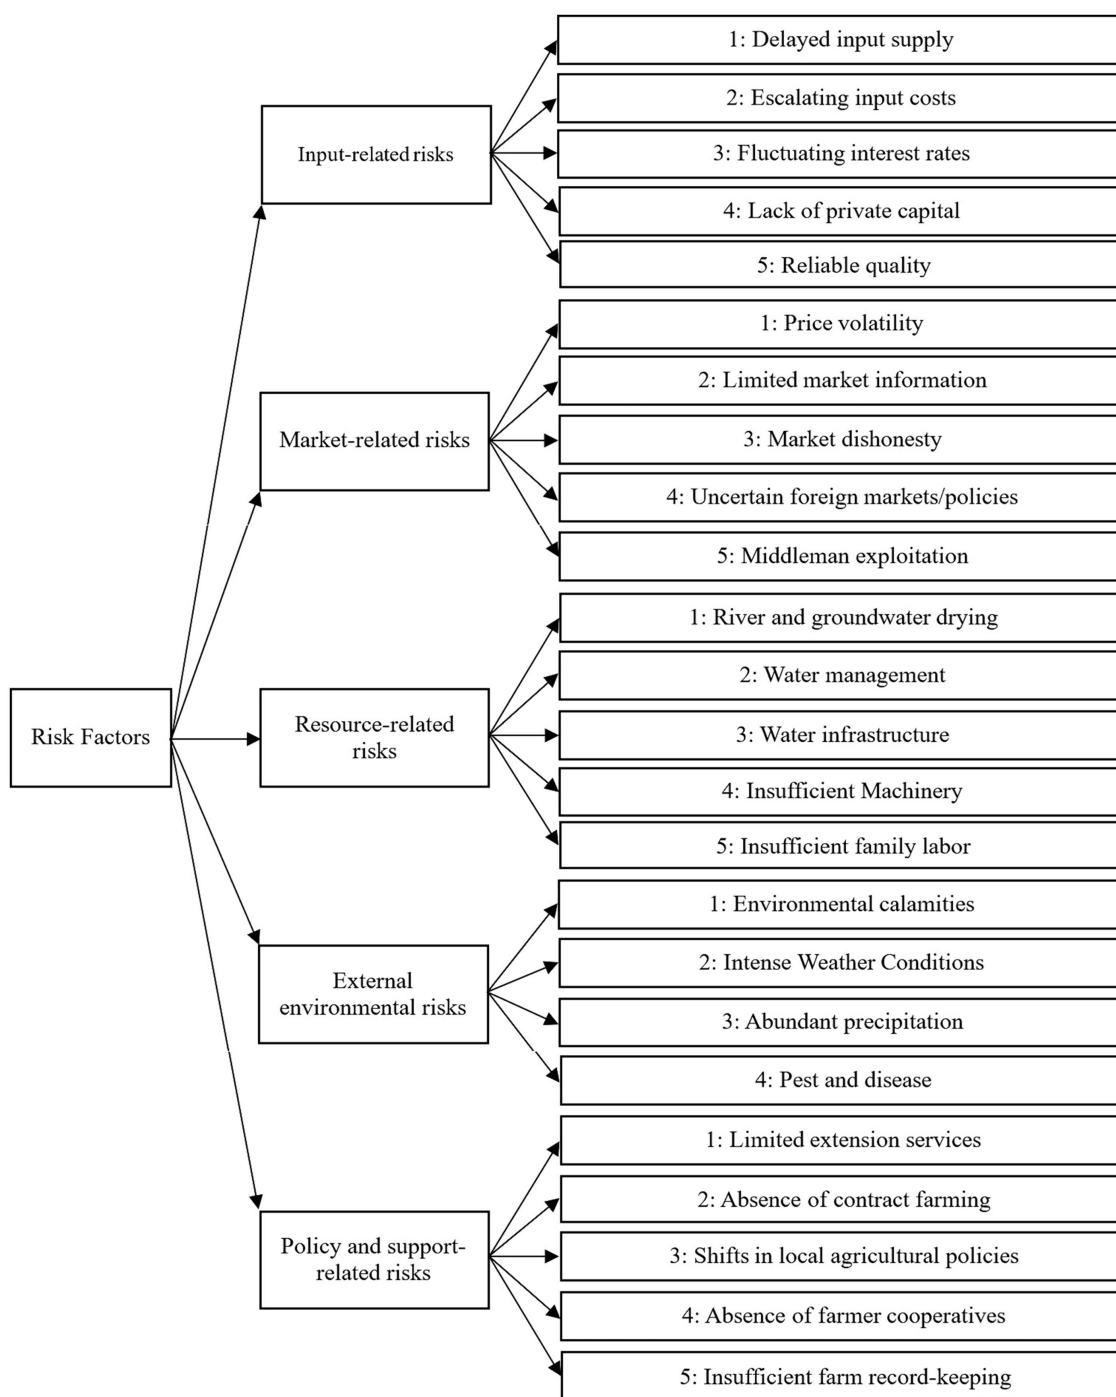 Risk Factors
Input-related risks
1: Delayed input supply
2: Escalating input costs
3: Fluctuating interest rates
4: Lack of private capital
5: Reliable quality
Market-related risks
1: Price volatility
2: Limited market information
3: Market dishonesty
4: Uncertain foreign markets/policies
5: Middleman exploitation
Resource-related
risks
1: River and groundwater drying
2: Water management
3: Water infrastructure
4: Insufficient Machinery
5: Insufficient family labor
External
environmental risks
1: Environmental calamities
2: Intense Weather Conditions
3: Abundant precipitation
4: Pest and disease
Policy and support-
related risks
1: Limited extension services
2: Absence of contract farming
3: Shifts in local agricultural policies
4: Absence of farmer cooperatives
5: Insufficient farm record-keeping